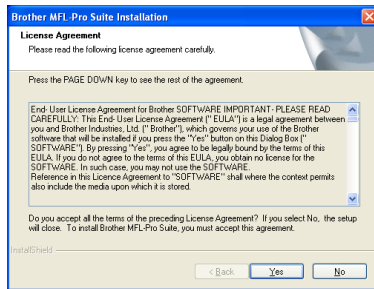 Brother MFL-Pro Suite Installation
License Agreement
Please read the following license agreement carefully.
Press the PAGE DOWN key to see the rest of the agreement.
End- User License Agreement for Brother SOFTWARE IMPORTANT- PLEASE READ
CAREFULLY: This End-User License Agreement (" EULA") is a legal agreement between
you and Brother Industries, Ltd. (" Brother"), which governs your use of the Brother
software that will be installed if you press the "Yes" button on this Dialog Box ("
SOFTWARE"). By pressing "Yes", you agree to be legally bound by the terms of this
EULA. If you do not agree to the terms of this EULA, you obtain no license for the
SOFTWARE. In such case, you may not use the SOFTWARE.
Reference in this Licence Agreement to "SOFTWARE" shall where the context permits
also include the media upon which it is stored.
Do you accept all the terms of the preceding License Agreement? If you select No, the setup
will close. To install Brother MFL-Pro Suite, you must accept this agreement.
InstallShield
< Back Yes No